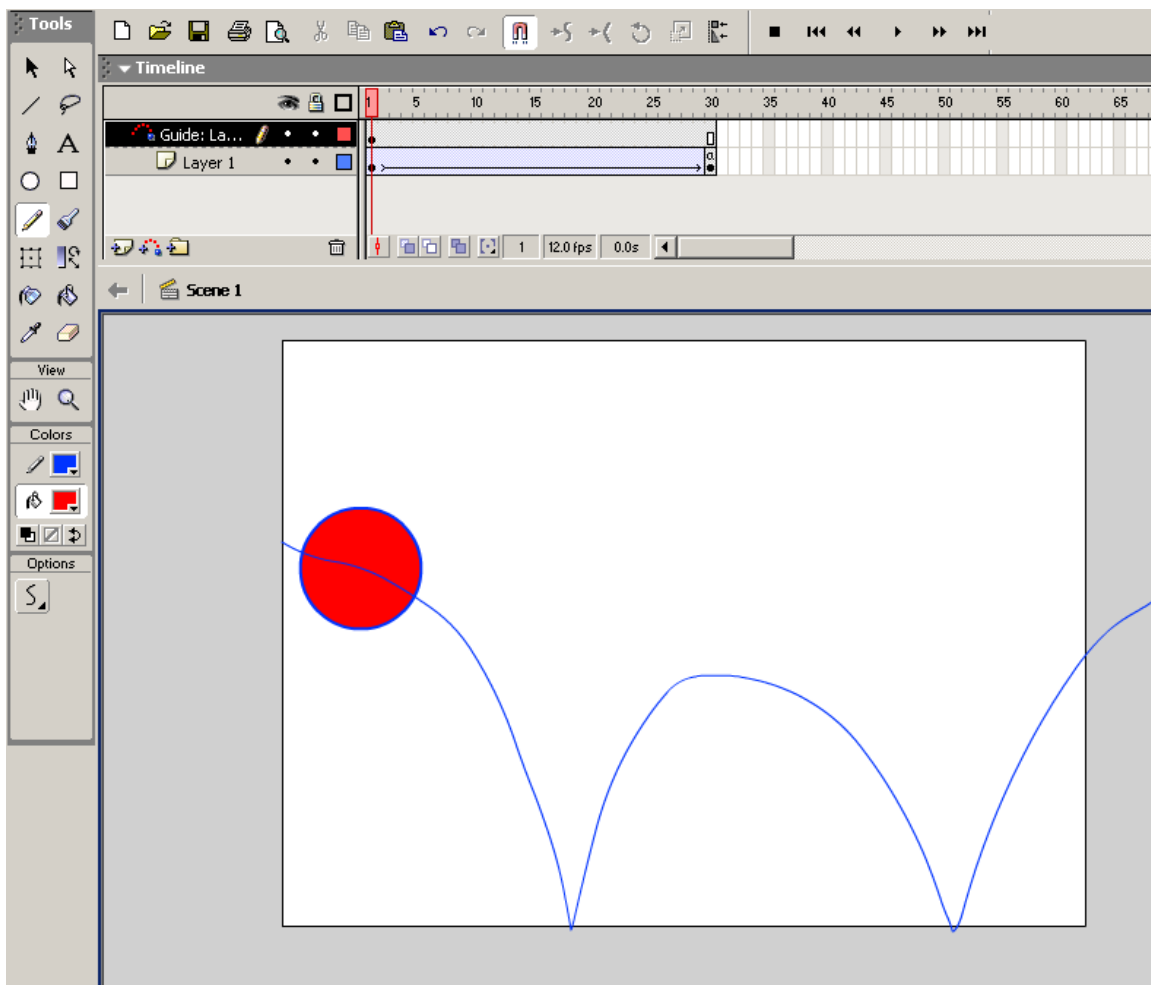 Tools
Timeline
1 5 10 15 20 25 30 35 40 45 50 55 60 65
Guide: La...
a
Layer 1
1 12.0 fps 0.0s
Scene 1
A
View
Colors
Options